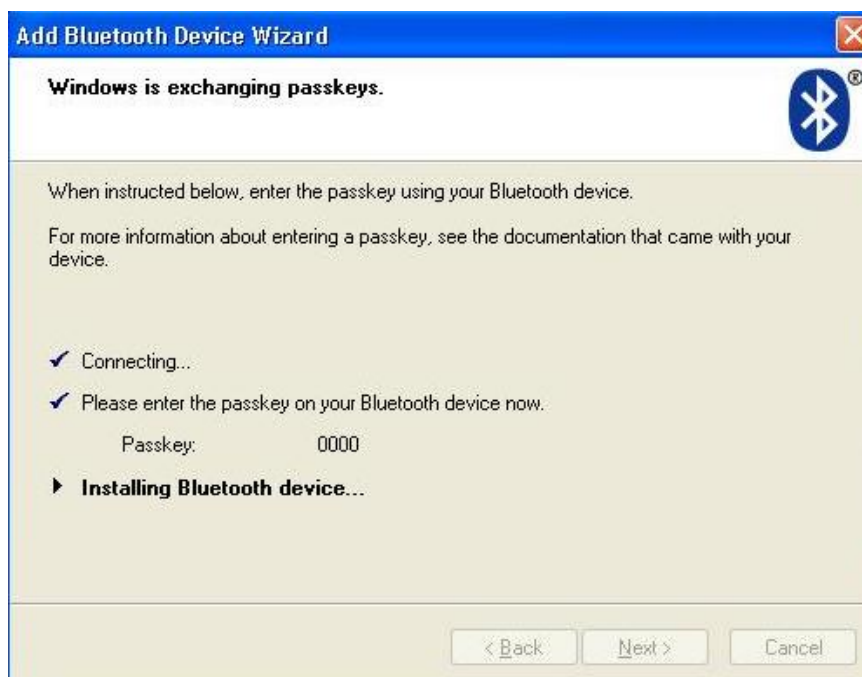 Add Bluetooth Device Wizard
Windows is exchanging passkeys.
®
When instructed below, enter the passkey using your Bluetooth device.
For more information about entering a passkey, see the documentation that came with your
device.
Connecting...
Please enter the passkey on your Bluetooth device now.
Passkey: 0000
Installing Bluetooth device...
< Back Next > Cancel